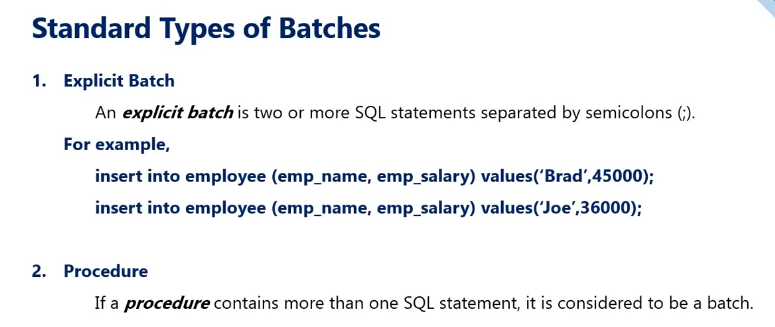 Standard Types of Batches
1. Explicit Batch
An explicit batch is two or more SQL statements separated by semicolons (;).
For example,
insert into employee (emp_name, emp_salary) values(‘Brad’,45000);
insert into employee (emp_name, emp_salary) values(‘Joe’,36000);
2. Procedure
If a procedure contains more than one SQL statement, it is considered to be a batch.